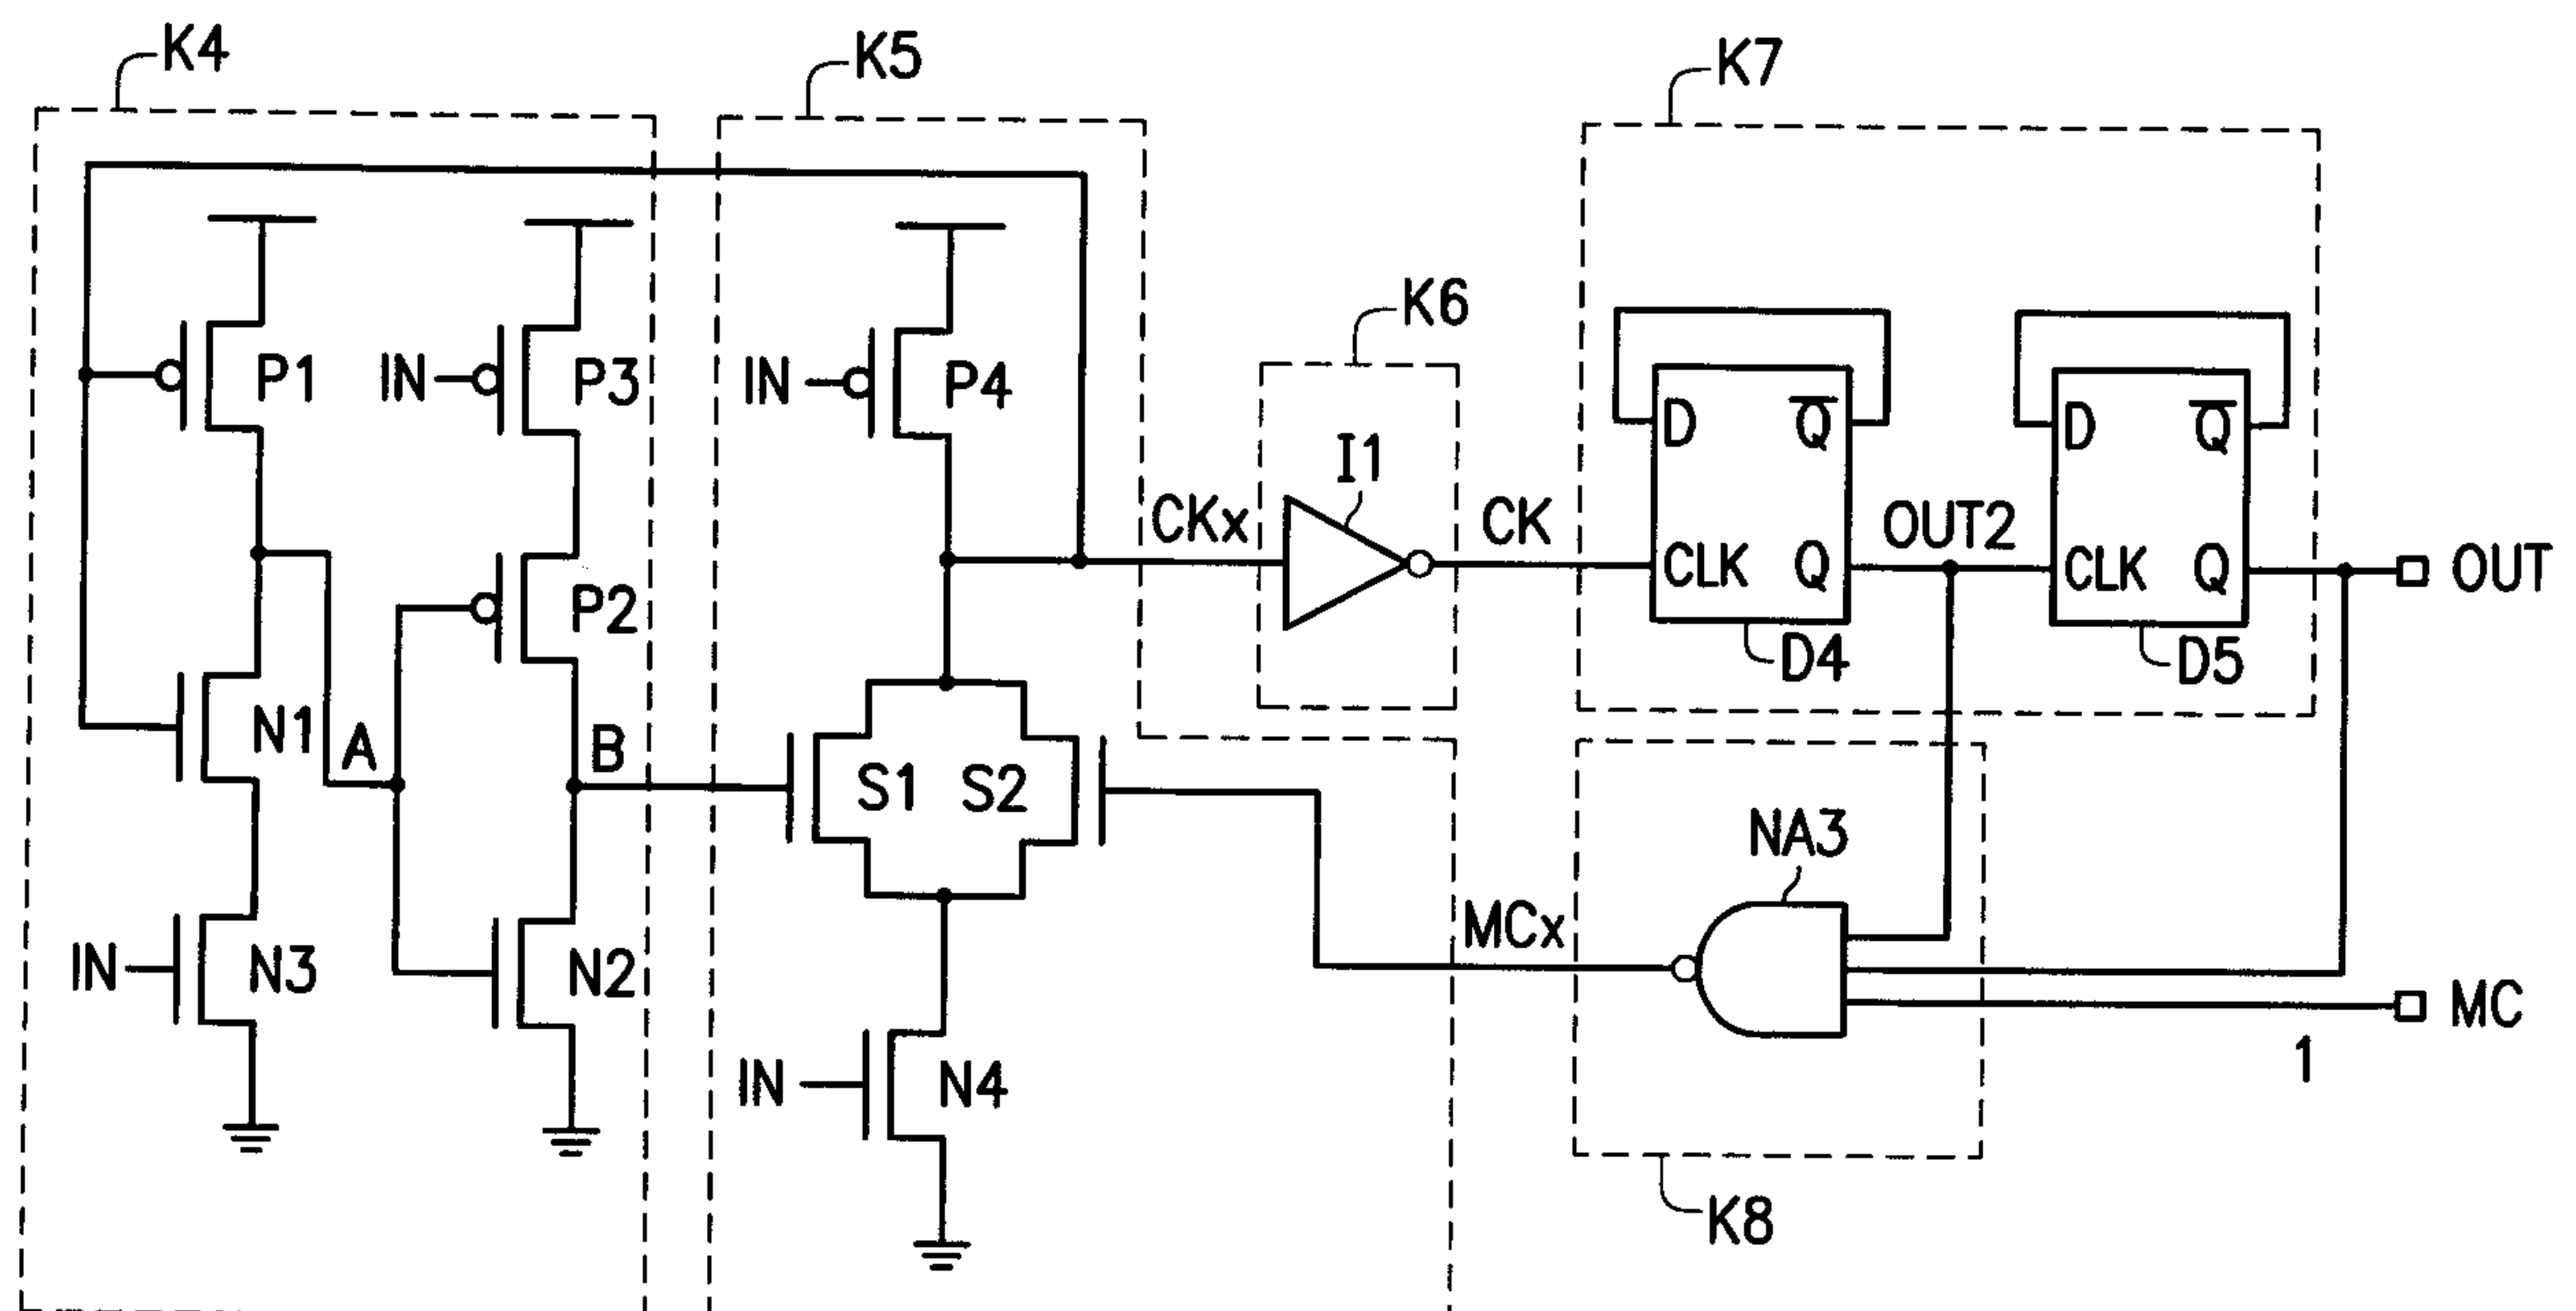 K4
K5
K7
K6
P1
IN
P3
IN
P4
I1
D
Q
D
Q
CKx
CK
CLK
Q
OUT2
CLK
Q
OUT
P2
D4
D5
N1
A
B
S1
S2
NA3
MCx
IN
N3
N2
MC
1
IN
N4
K8